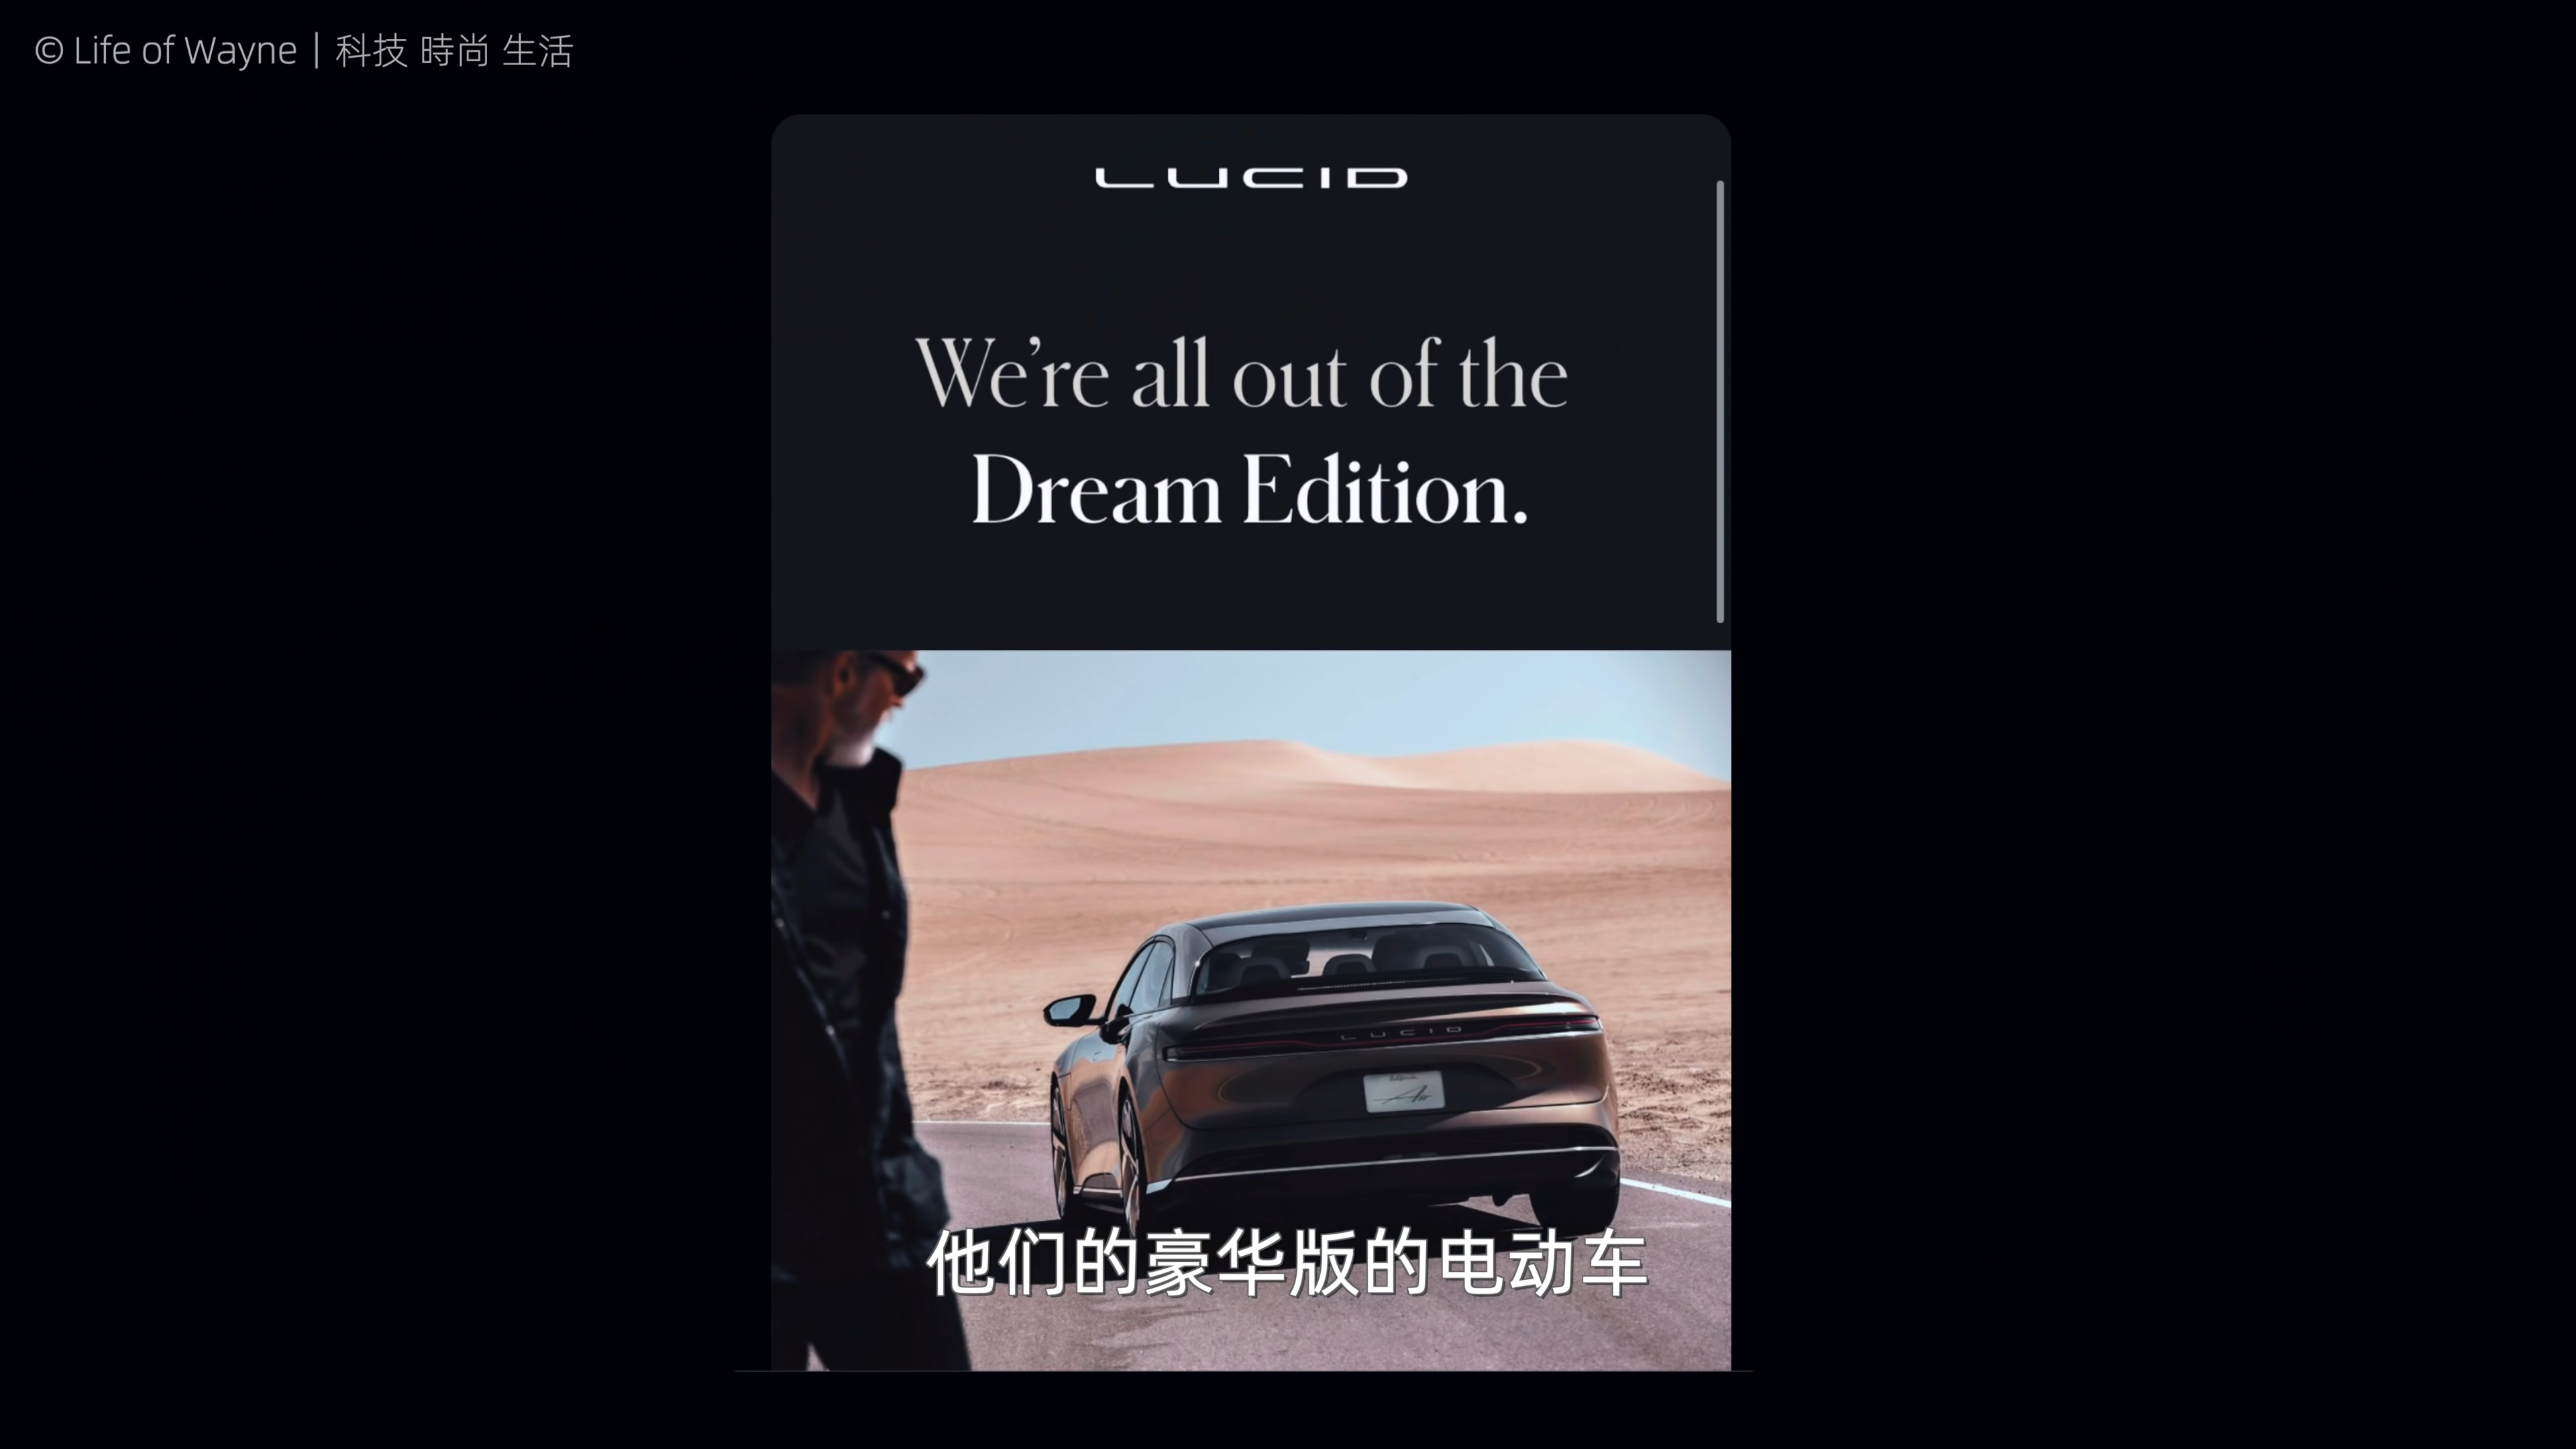 © Life of Wayne｜科技 時尚 生活
LUCID
We’re all out of the
Dream Edition.
LUCID
Air
他们的豪华版的电动车